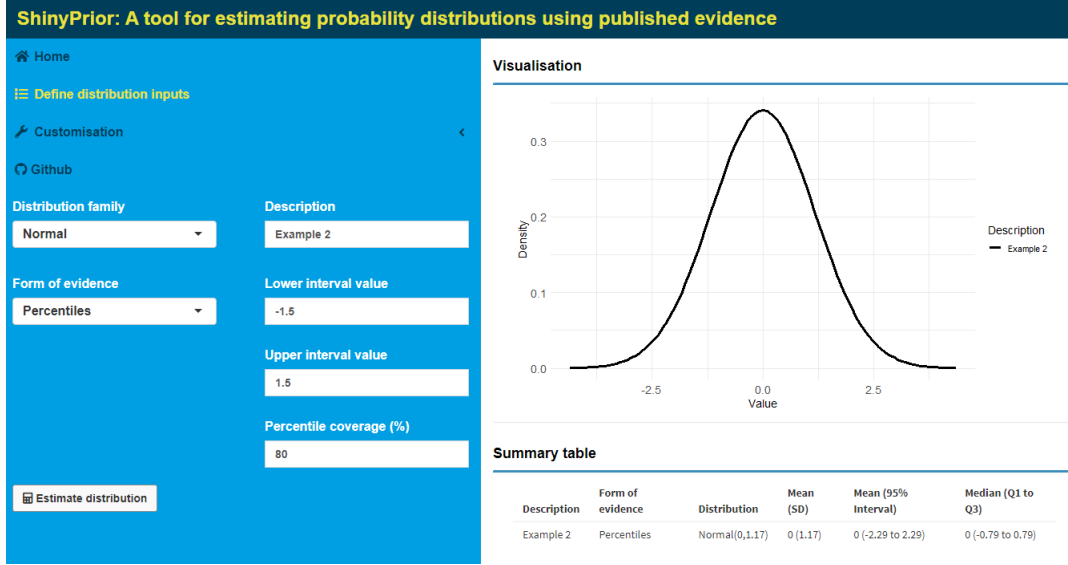 ShinyPrior: A tool for estimating probability distributions using published evidence
Home
Define distribution inputs
Customisation
Github
Distribution family
Normal
Description
Example 2
Form of evidence
Percentiles
Lower interval value
-1.5
Upper interval value
1.5
Percentile coverage (%)
80
Estimate distribution
Visualisation
Density
0.3
0.2
0.1
0.0
-2.5 0.0 2.5
Value
Description
Example 2
Summary table
Description Form of evidence Distribution Mean (SD) Mean (95% Interval) Median (Q1 to Q3)
Example 2 Percentiles Normal(0,1.17) 0 (1.17) 0 (-2.29 to 2.29) 0 (-0.79 to 0.79)